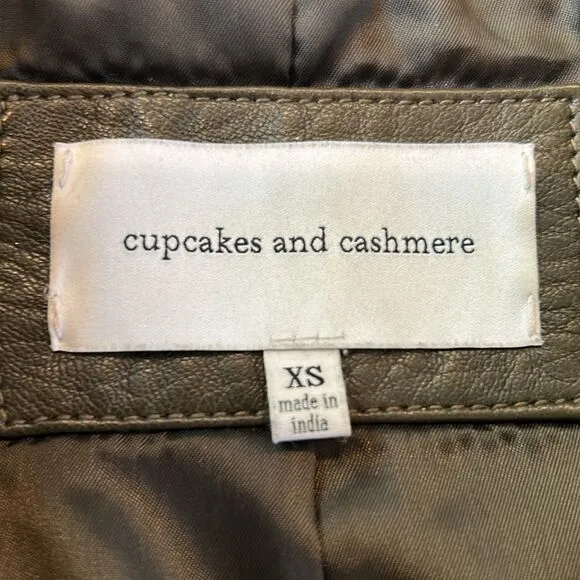 cupcakes and cashmere
XS
made in
india